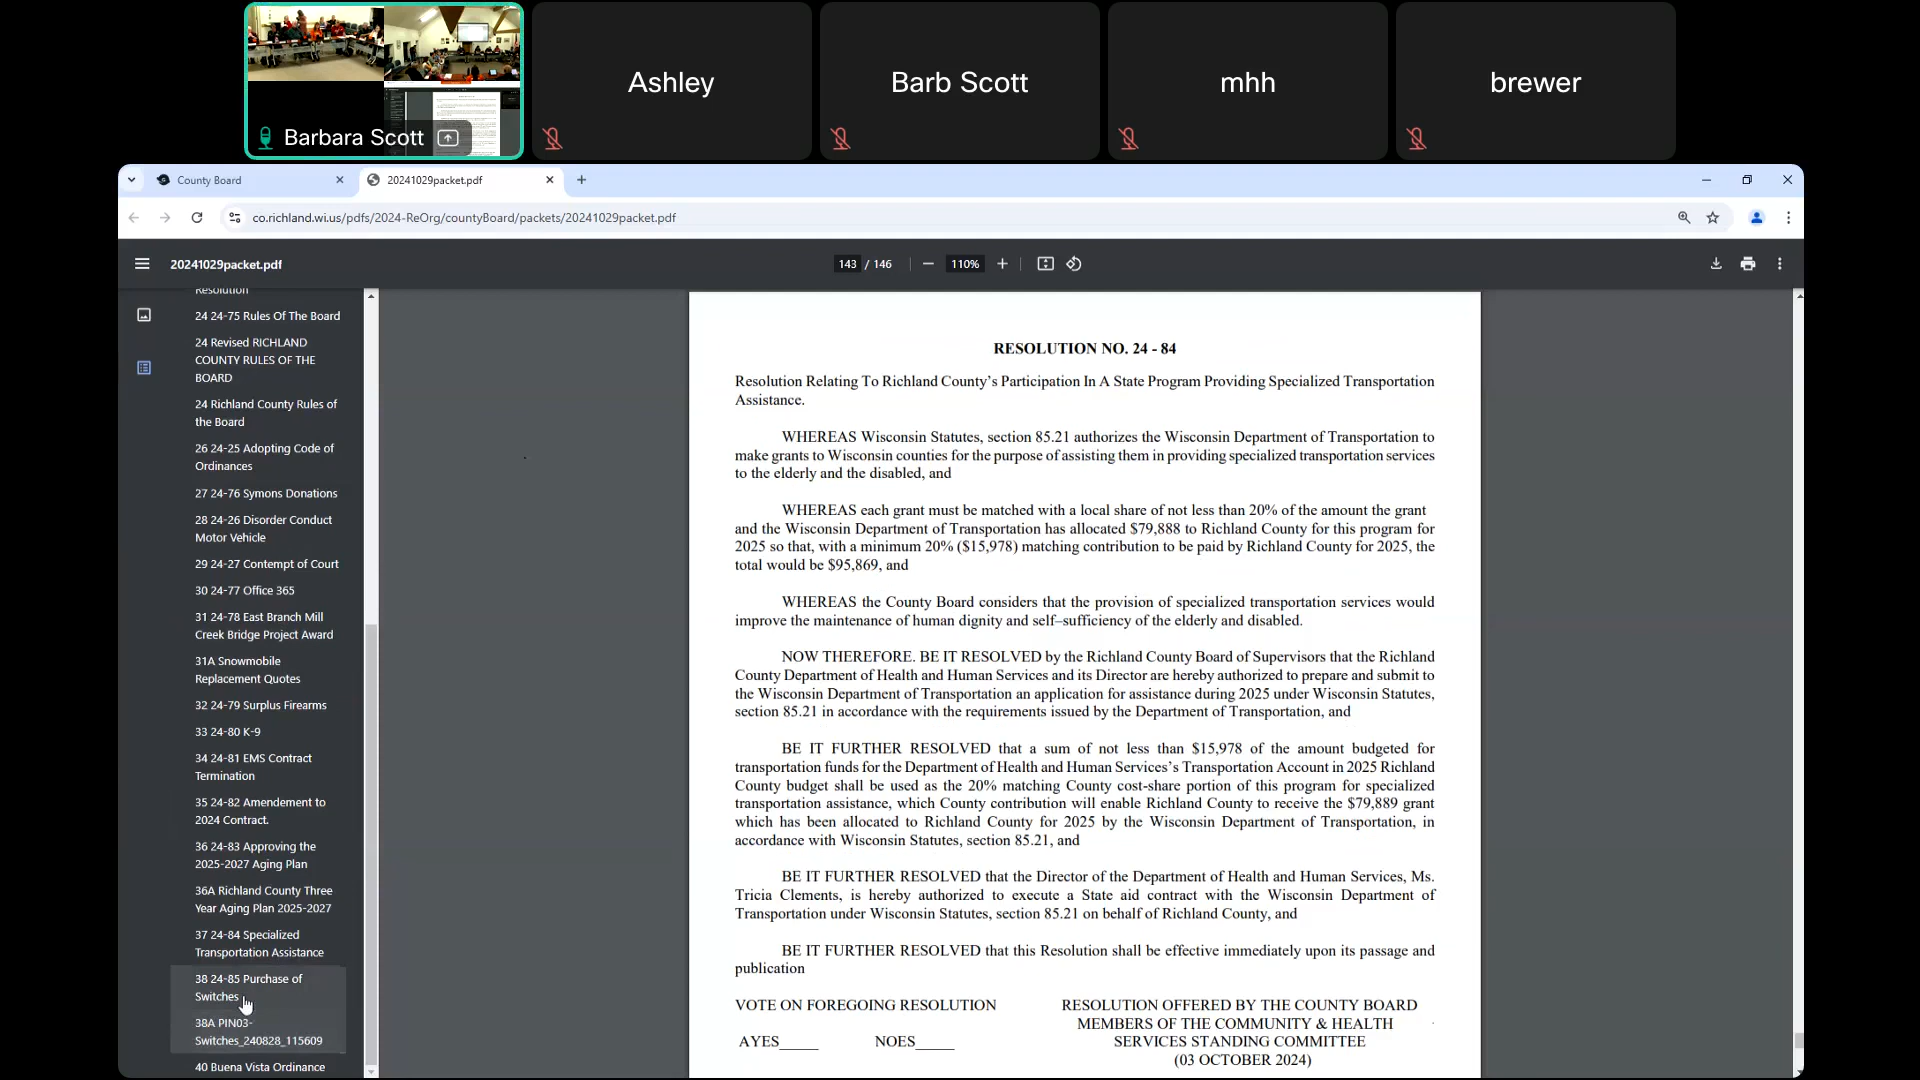 Barbara Scott
Ashley
Barb Scott
mhh
brewer
County Board
20241029packet.pdf
co.richland.wi.us/pdfs/2024-ReOrg/countyBoard/packets/20241029packet.pdf
20241029packet.pdf
143 / 146
110%
Resolution
24 24-75 Rules Of The Board
24 Revised RICHLAND
COUNTY RULES OF THE
BOARD
24 Richland County Rules of
the Board
26 24-25 Adopting Code of
Ordinances
27 24-76 Symons Donations
28 24-26 Disorder Conduct
Motor Vehicle
29 24-27 Contempt of Court
30 24-77 Office 365
31 24-78 East Branch Mill
Creek Bridge Project Award
31A Snowmobile
Replacement Quotes
32 24-79 Surplus Firearms
33 24-80 K-9
34 24-81 EMS Contract
Termination
35 24-82 Amendement to
2024 Contract.
36 24-83 Approving the
2025-2027 Aging Plan
36A Richland County Three
Year Aging Plan 2025-2027
37 24-84 Specialized
Transportation Assistance
38 24-85 Purchase of
Switches
38A PIN03-
Switches_240828_115609
40 Buena Vista Ordinance
RESOLUTION NO. 24 - 84
Resolution Relating To Richland County's Participation In A State Program Providing Specialized Transportation
Assistance.
WHEREAS Wisconsin Statutes, section 85.21 authorizes the Wisconsin Department of Transportation to
make grants to Wisconsin counties for the purpose of assisting them in providing specialized transportation services
to the elderly and the disabled, and
WHEREAS each grant must be matched with a local share of not less than 20% of the amount the grant
and the Wisconsin Department of Transportation has allocated $79,888 to Richland County for this program for
2025 so that, with a minimum 20% ($15,978) matching contribution to be paid by Richland County for 2025, the
total would be $95,869, and
WHEREAS the County Board considers that the provision of specialized transportation services would
improve the maintenance of human dignity and self–sufficiency of the elderly and disabled.
NOW THEREFORE. BE IT RESOLVED by the Richland County Board of Supervisors that the Richland
County Department of Health and Human Services and its Director are hereby authorized to prepare and submit to
the Wisconsin Department of Transportation an application for assistance during 2025 under Wisconsin Statutes,
section 85.21 in accordance with the requirements issued by the Department of Transportation, and
BE IT FURTHER RESOLVED that a sum of not less than $15,978 of the amount budgeted for
transportation funds for the Department of Health and Human Services's Transportation Account in 2025 Richland
County budget shall be used as the 20% matching County cost-share portion of this program for specialized
transportation assistance, which County contribution will enable Richland County to receive the $79,889 grant
which has been allocated to Richland County for 2025 by the Wisconsin Department of Transportation, in
accordance with Wisconsin Statutes, section 85.21, and
BE IT FURTHER RESOLVED that the Director of the Department of Health and Human Services, Ms.
Tricia Clements, is hereby authorized to execute a State aid contract with the Wisconsin Department of
Transportation under Wisconsin Statutes, section 85.21 on behalf of Richland County, and
BE IT FURTHER RESOLVED that this Resolution shall be effective immediately upon its passage and
publication
VOTE ON FOREGOING RESOLUTION
AYES_____ NOES_____
RESOLUTION OFFERED BY THE COUNTY BOARD
MEMBERS OF THE COMMUNITY & HEALTH
SERVICES STANDING COMMITTEE
(03 OCTOBER 2024)